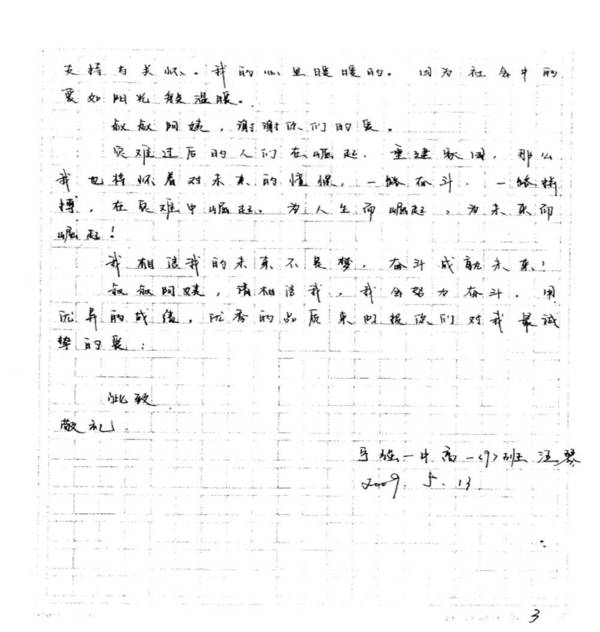 支持与关怀。我的心里暖暖的。因为社会中的
爱如阳光般温暖。
叔叔阿姨，谢谢你们的爱。
灾难过后的人们在崛起，重建家园，那么
我也将怀着对未来的憧憬，一路奋斗，一路拼
搏，在灾难中崛起。为人生而崛起，为未来而
崛起！
我相信我的未来不是梦，奋斗成就未来！
叔叔阿姨，请相信我，我会努力奋斗，用
优异的成绩，优秀的品质来回报你们对我最诚
挚的爱！
此致
敬礼！
一中高一（9）班 汪琴
2009. 5. 13
3